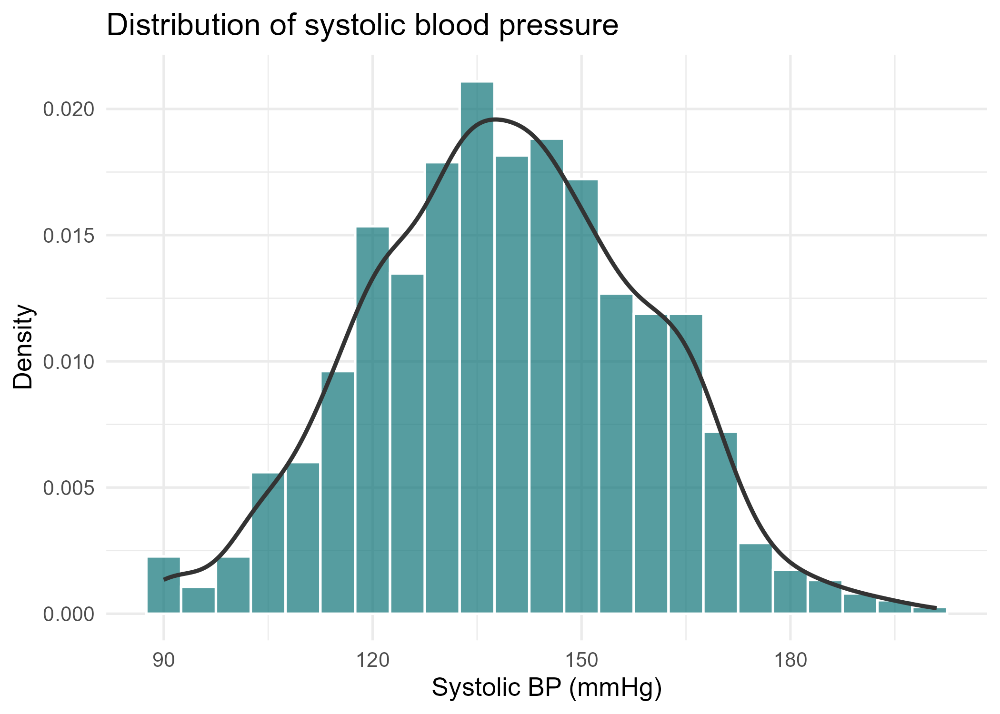 Distribution of systolic blood pressure
Density
0.020
0.015
0.010
0.005
0.000
90 120 150 180
Systolic BP (mmHg)